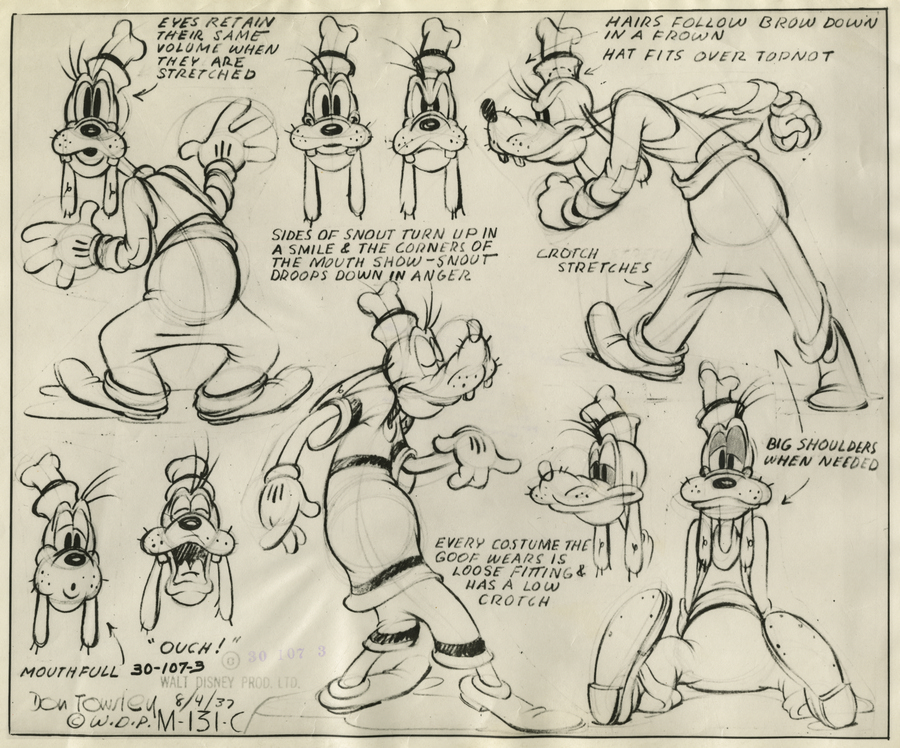 EYES RETAIN
THEIR SAME
VOLUME WHEN
THEY ARE
STRETCHED
HAIRS FOLLOW BROW DOWN
IN A FROWN
HAT FITS OVER TOPNOT
SIDES OF SNOUT TURN UP IN
A SMILE & THE CORNERS OF
THE MOUTH SHOW - SNOUT
DROOPS DOWN IN ANGER
CROTCH
STRETCHES
BIG SHOULDERS
WHEN NEEDED
EVERY COSTUME THE
GOOF WEARS IS
LOOSE FITTING &
HAS A LOW
CROTCH
"OUCH!"
MOUTHFULL
30-107-3
© 30 107 3
WALT DISNEY PROD. LTD.
Don Towsley 8/4/37
© W.D.P. M-131-C